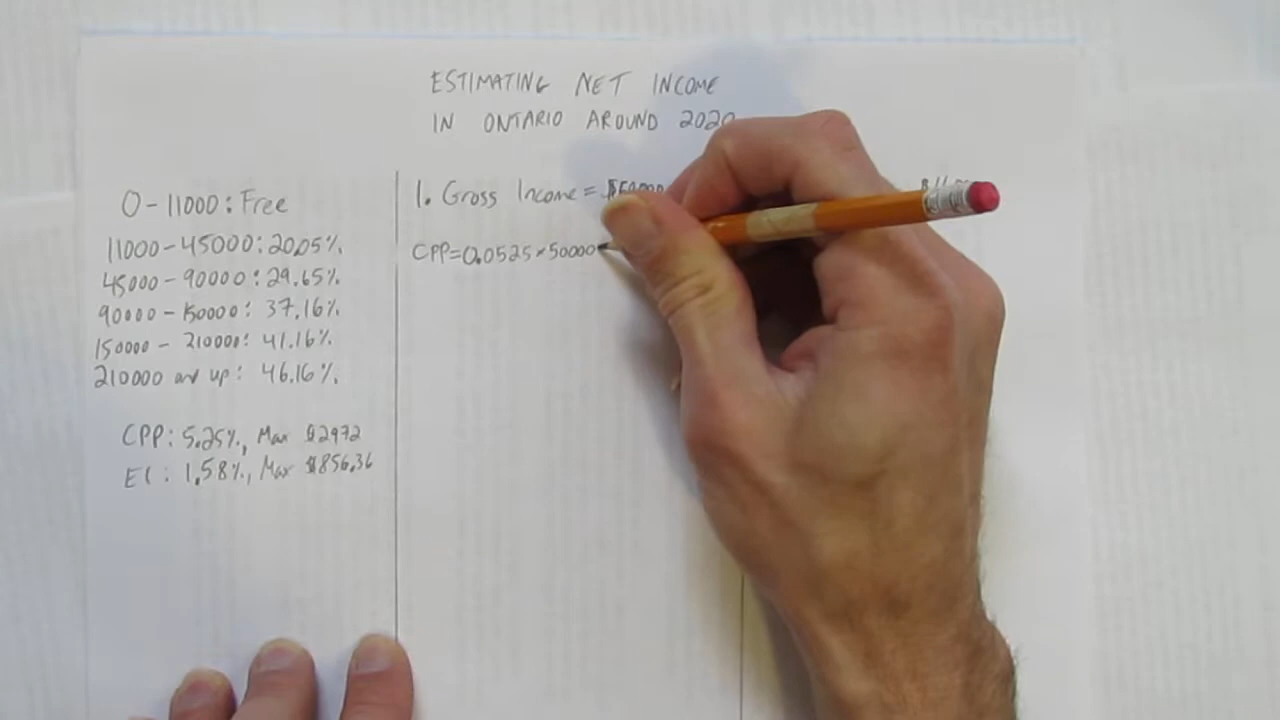 ESTIMATING NET INCOME
IN ONTARIO AROUND 2020
0-11000: Free
11000-45000: 20.05%
45000-90000: 29.65%
90000-150000: 37.16%
150000-210000: 41.16%
210000 and up: 46.16%
CPP: 5.25%, Max $2972
EI: 1.58%, Max $856.36
1. Gross Income = $50000
CPP=0.0525×50000